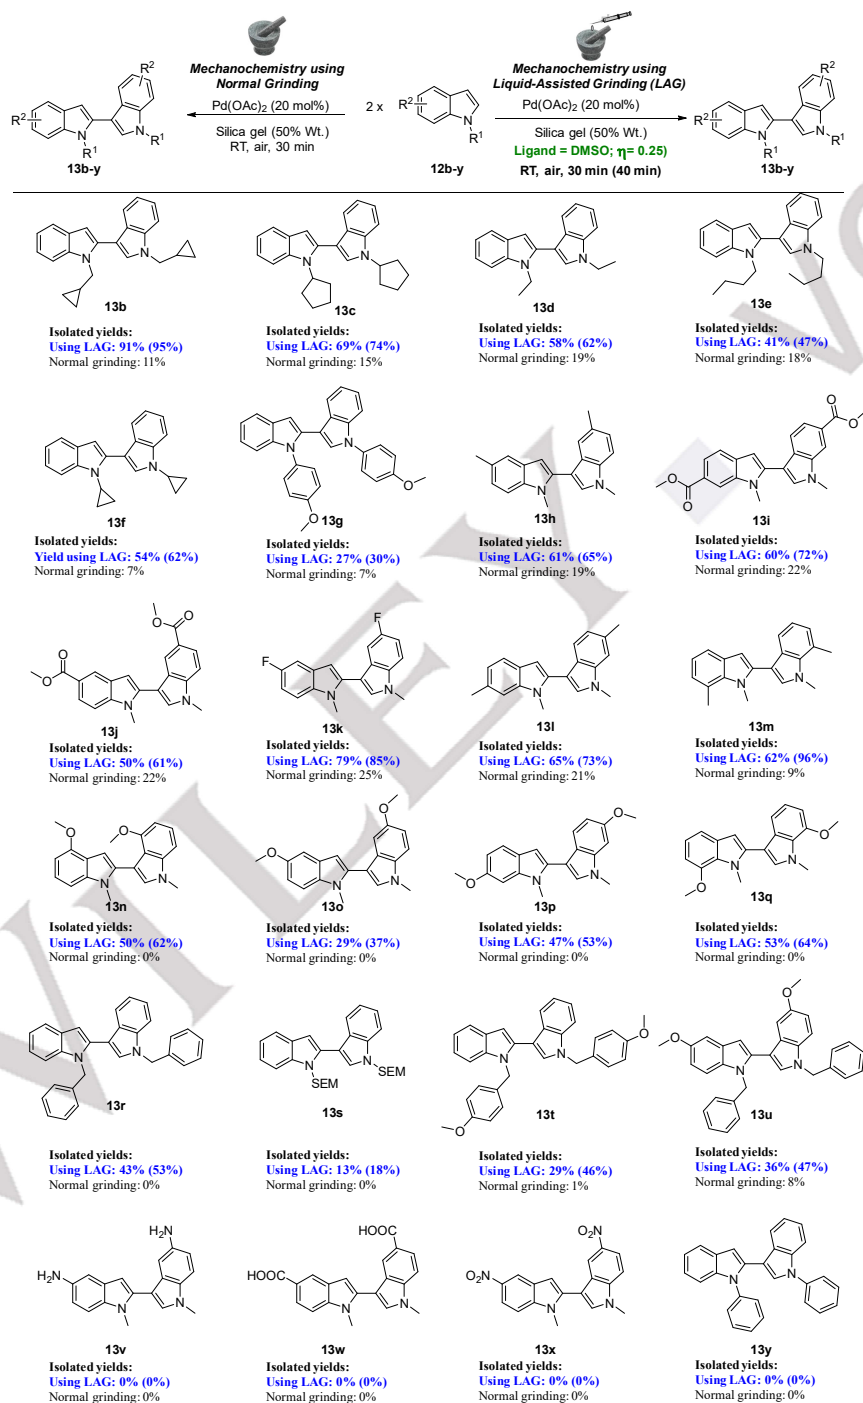 Mechanochemistry using
Normal Grinding
Pd(OAc)2 (20 mol%)
Silica gel (50% Wt.)
RT, air, 30 min
2 x
Mechanochemistry using
Liquid-Assisted Grinding (LAG)
Pd(OAc)2 (20 mol%)
Silica gel (50% Wt.)
Ligand = DMSO; η= 0.25)
RT, air, 30 min (40 min)
R2
R2
N
R1
N
R1
13b-y
R2
N
R1
12b-y
R2
R2
N
R1
N
R1
13b-y
N
N
13b
Isolated yields:
Using LAG: 91% (95%)
Normal grinding: 11%
N
N
13c
Isolated yields:
Using LAG: 69% (74%)
Normal grinding: 15%
N
N
13d
Isolated yields:
Using LAG: 58% (62%)
Normal grinding: 19%
N
N
13e
Isolated yields:
Using LAG: 41% (47%)
Normal grinding: 18%
N
N
13f
Isolated yields:
Yield using LAG: 54% (62%)
Normal grinding: 7%
N
N
O
O
13g
Isolated yields:
Using LAG: 27% (30%)
Normal grinding: 7%
N
N
13h
Isolated yields:
Using LAG: 61% (65%)
Normal grinding: 19%
O
O
N
N
O
O
13i
Isolated yields:
Using LAG: 60% (72%)
Normal grinding: 22%
O
O
O
O
N
N
13j
Isolated yields:
Using LAG: 50% (61%)
Normal grinding: 22%
F
F
N
N
13k
Isolated yields:
Using LAG: 79% (85%)
Normal grinding: 25%
N
N
13l
Isolated yields:
Using LAG: 65% (73%)
Normal grinding: 21%
N
N
13m
Isolated yields:
Using LAG: 62% (96%)
Normal grinding: 9%
O
O
N
N
13n
Isolated yields:
Using LAG: 50% (62%)
Normal grinding: 0%
O
O
N
N
13o
Isolated yields:
Using LAG: 29% (37%)
Normal grinding: 0%
O
O
N
N
13p
Isolated yields:
Using LAG: 47% (53%)
Normal grinding: 0%
O
N
N
O
13q
Isolated yields:
Using LAG: 53% (64%)
Normal grinding: 0%
N
N
13r
Isolated yields:
Using LAG: 43% (53%)
Normal grinding: 0%
N
N
SEM
SEM
13s
Isolated yields:
Using LAG: 13% (18%)
Normal grinding: 0%
O
N
N
O
13t
Isolated yields:
Using LAG: 29% (46%)
Normal grinding: 1%
O
O
N
N
13u
Isolated yields:
Using LAG: 36% (47%)
Normal grinding: 8%
H2N
H2N
N
N
13v
Isolated yields:
Using LAG: 0% (0%)
Normal grinding: 0%
HOOC
HOOC
N
N
13w
Isolated yields:
Using LAG: 0% (0%)
Normal grinding: 0%
NO2
NO2
N
N
13x
Isolated yields:
Using LAG: 0% (0%)
Normal grinding: 0%
N
N
13y
Isolated yields:
Using LAG: 0% (0%)
Normal grinding: 0%
WILEY